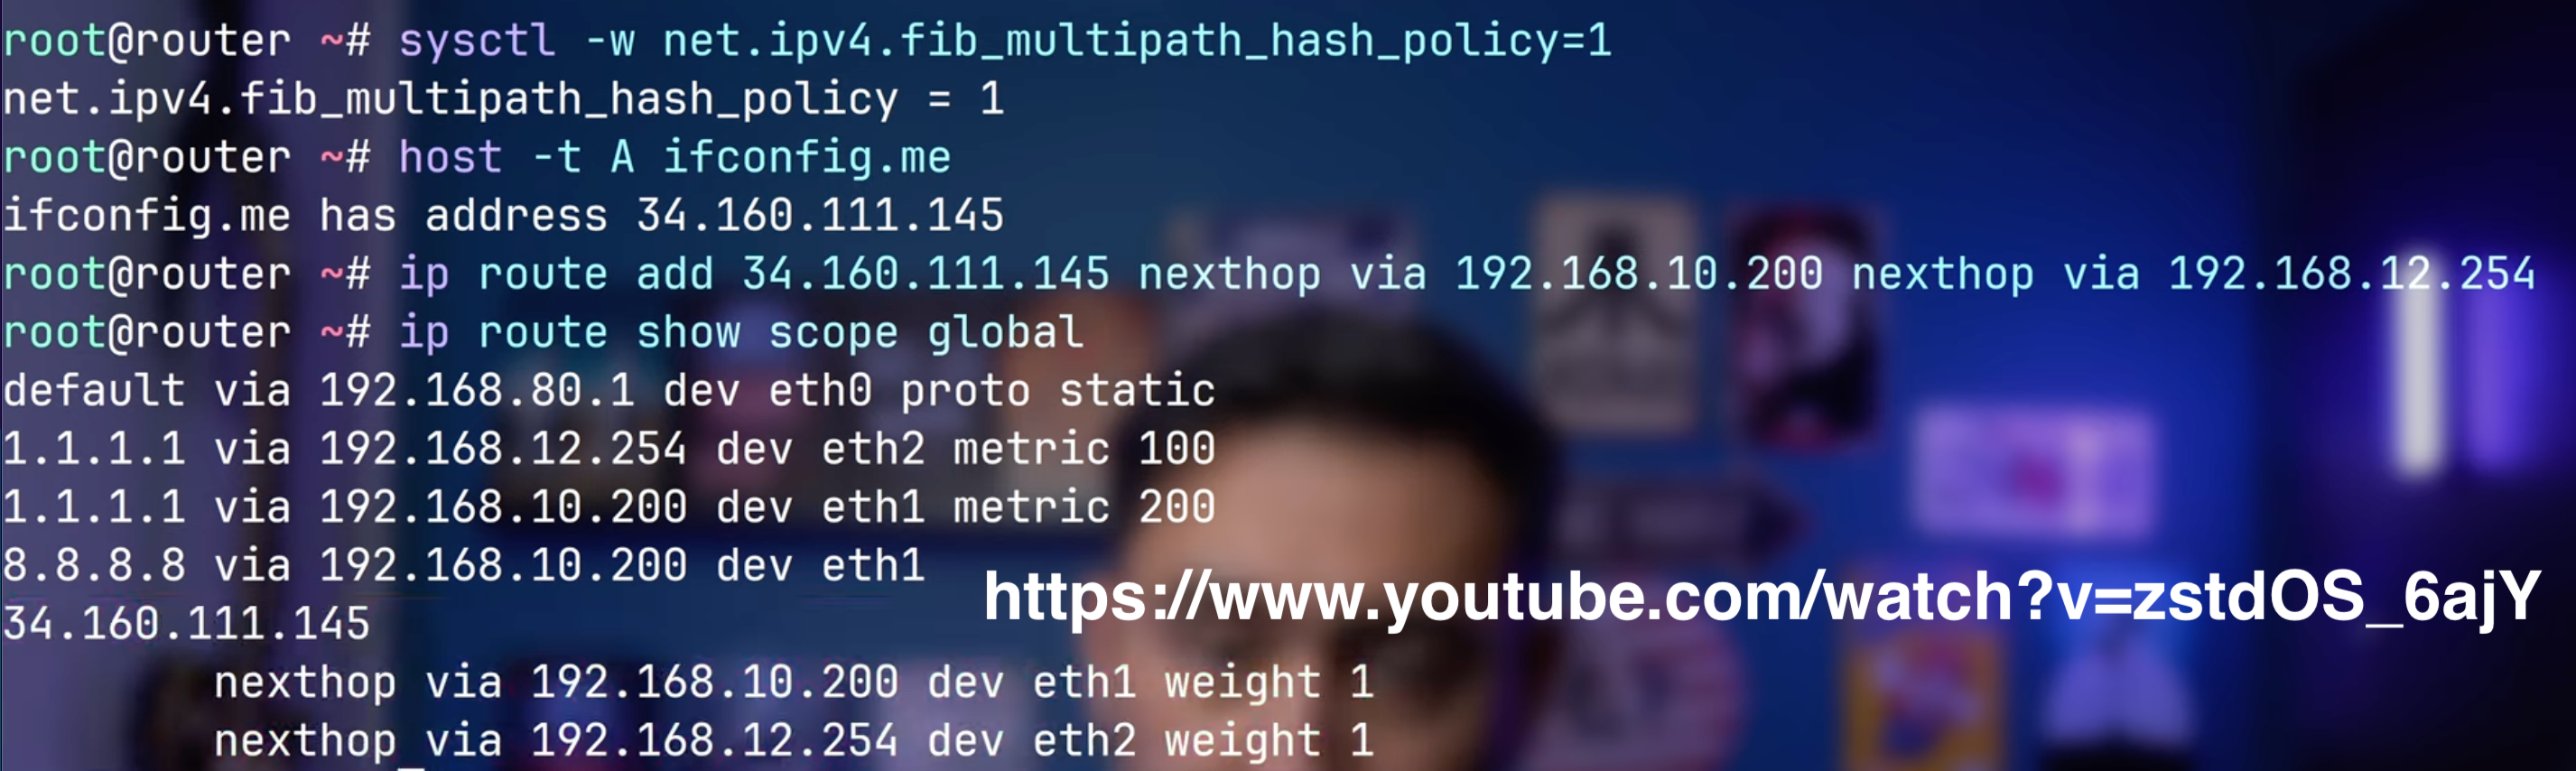 root@router ~# sysctl -w net.ipv4.fib_multipath_hash_policy=1
net.ipv4.fib_multipath_hash_policy = 1
root@router ~# host -t A ifconfig.me
ifconfig.me has address 34.160.111.145
root@router ~# ip route add 34.160.111.145 nexthop via 192.168.10.200 nexthop via 192.168.12.254
root@router ~# ip route show scope global
default via 192.168.80.1 dev eth0 proto static
1.1.1.1 via 192.168.12.254 dev eth2 metric 100
1.1.1.1 via 192.168.10.200 dev eth1 metric 200
8.8.8.8 via 192.168.10.200 dev eth1
https://www.youtube.com/watch?v=zstdOS_6ajY
34.160.111.145
        nexthop via 192.168.10.200 dev eth1 weight 1
        nexthop via 192.168.12.254 dev eth2 weight 1